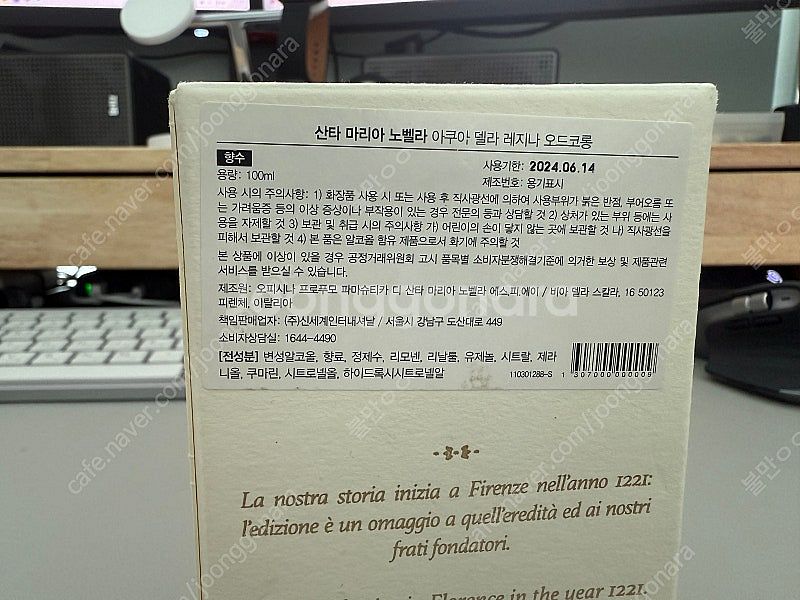 산타 마리아 노벨라 아쿠아 델라 레지나 오드코롱
향수
용량: 100ml
사용기한: 2024.06.14
제조번호: 용기표시
사용 시의 주의사항: 1) 화장품 사용 시 또는 사용 후 직사광선에 의하여 사용부위가 붉은 반점, 부어오름 또
는 가려움증 등의 이상 증상이나 부작용이 있는 경우 전문의 등과 상담할 것 2) 상처가 있는 부위 등에는 사
용을 자제할 것 3) 보관 및 취급 시의 주의사항 가) 어린이의 손이 닿지 않는 곳에 보관할 것 나) 직사광선을
피해서 보관할 것 4) 본 품은 알코올 함유 제품으로서 화기에 주의할 것
본 상품에 이상이 있을 경우 공정거래위원회 고시 품목별 소비자분쟁해결기준에 의거한 보상 및 제품관련
서비스를 받으실 수 있습니다.
제조원: 오피시나 프로푸모 파마슈티카 디 산타 마리아 노벨라 에스.피.에이 / 비아 델라 스칼라, 16 50123
피렌체, 이탈리아
책임판매업자: (주)신세계인터내셔날 / 서울시 강남구 도산대로 449
소비자상담실: 1644-4490
[전성분] 변성알코올, 향료, 정제수, 리모넨, 리날룰, 유제놀, 시트랄, 제라
니올, 쿠마린, 시트로넬올, 하이드록시시트로넬알
110301288-S 1 307000 000009
La nostra storia inizia a Firenze nell'anno 1221:
l'edizione è un omaggio a quell'eredità ed ai nostri
frati fondatori.
Florence in the year 1221.
joonggonara
cafe.naver.com/joonggonara